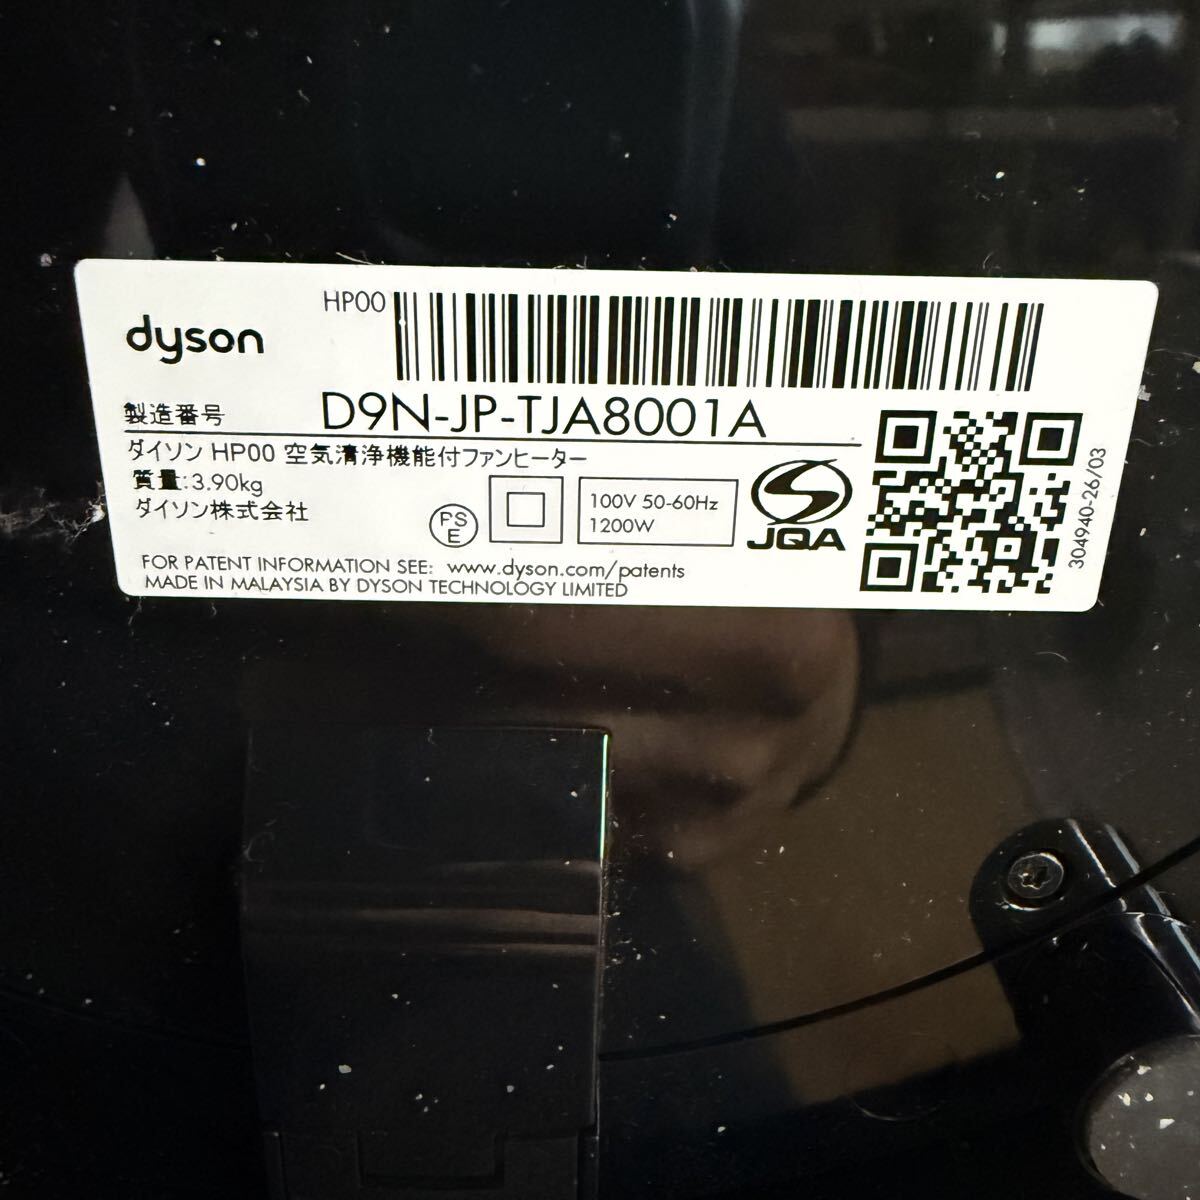 HP00
dyson
製造番号 D9N-JP-TJA8001A
ダイソン HP00 空気清浄機能付ファンヒーター
質量:3.90kg
ダイソン株式会社
PS
E
100V 50-60Hz
1200W
JQA
304940-26/03
FOR PATENT INFORMATION SEE: www.dyson.com/patents
MADE IN MALAYSIA BY DYSON TECHNOLOGY LIMITED